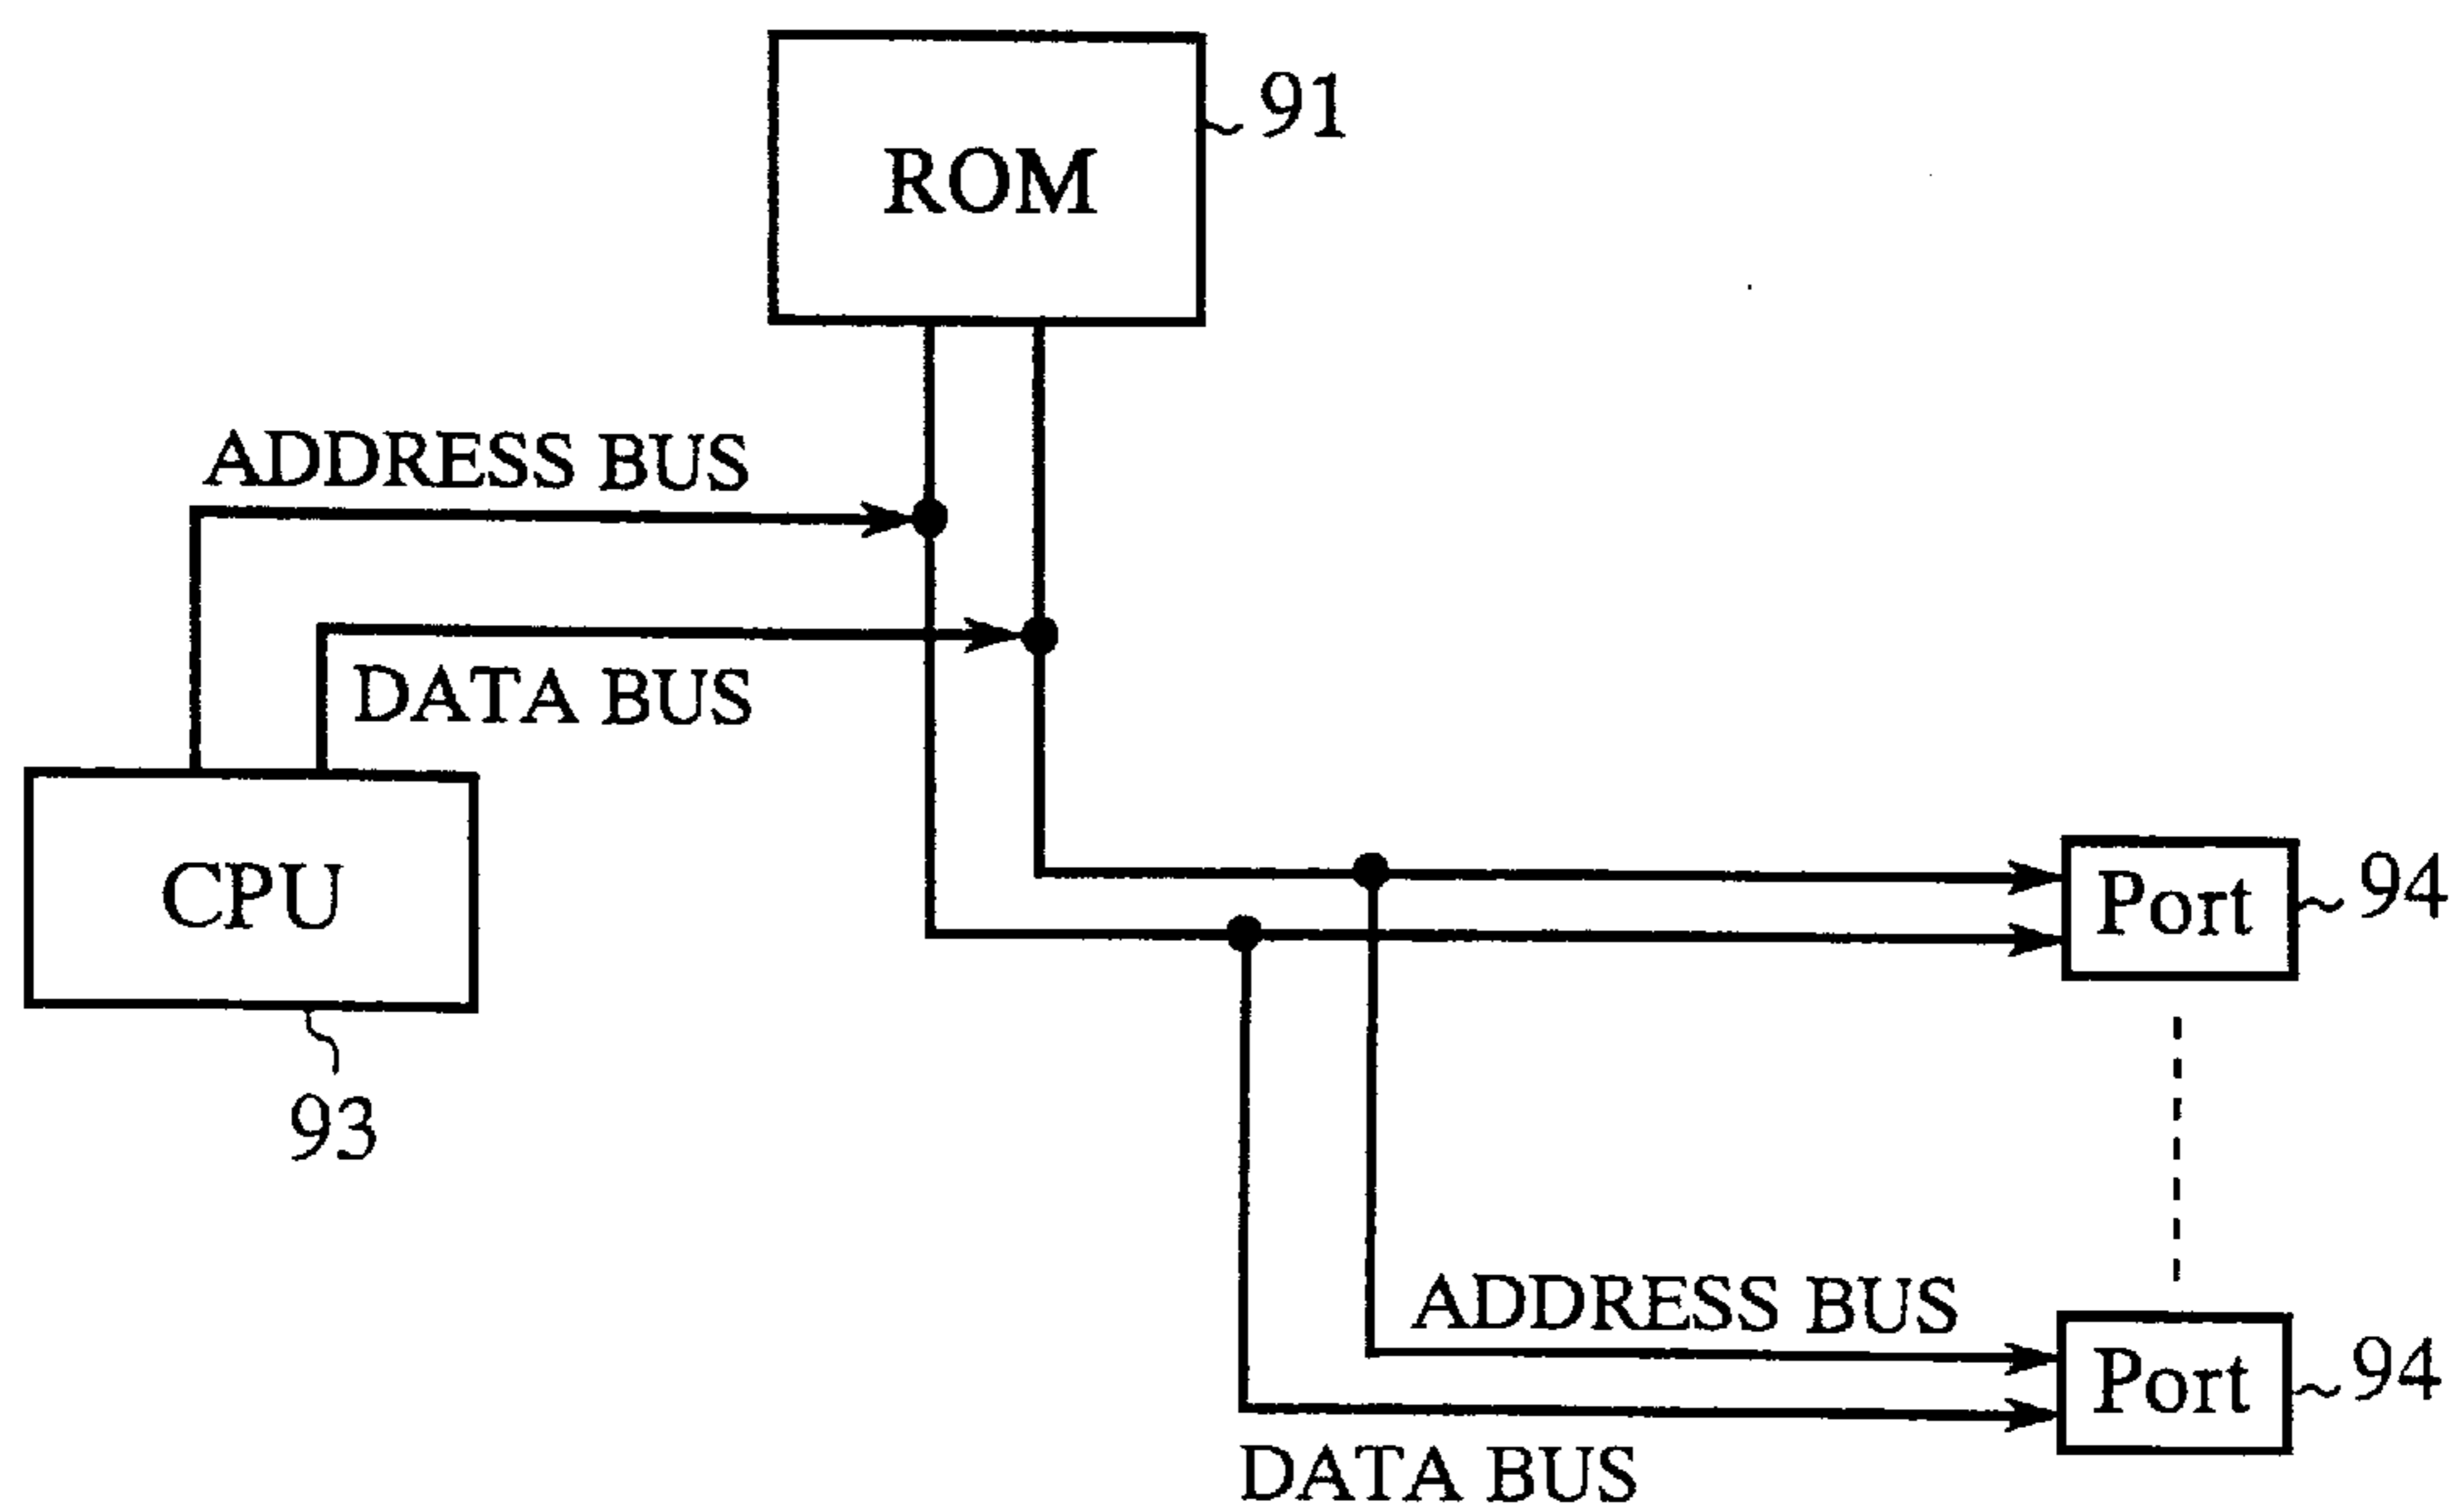 91
ROM
ADDRESS BUS
DATA BUS
CPU
93
Port
94
ADDRESS BUS
Port
94
DATA BUS